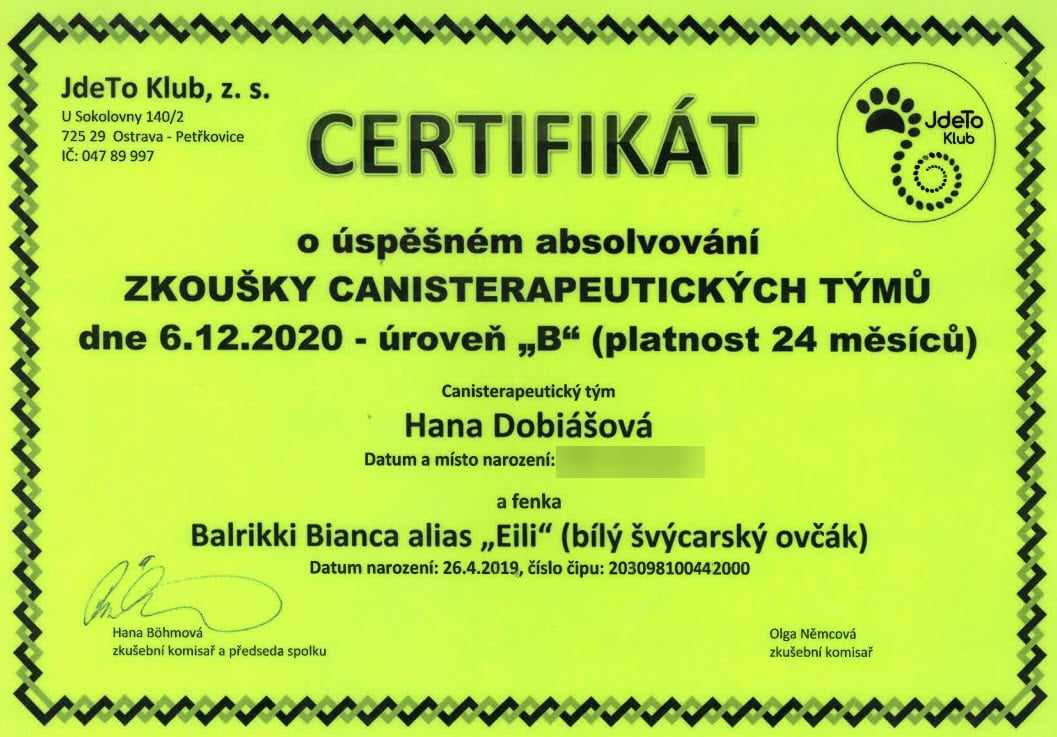 JdeTo Klub, z. s.
U Sokolovny 140/2
725 29 Ostrava - Petřkovice
IČ: 047 89 997
JdeTo
Klub
CERTIFIKÁT
o úspěšném absolvování
ZKOUŠKY CANISTERAPEUTICKÝCH TÝMŮ
dne 6.12.2020 - úroveň „B“ (platnost 24 měsíců)
Canisterapeutický tým
Hana Dobiášová
Datum a místo narození:
a fenka
Balrikki Bianca alias „Eili“ (bílý švýcarský ovčák)
Datum narození: 26.4.2019, číslo čipu: 203098100442000
Hana Böhmová
zkušební komisař a předseda spolku
Olga Němcová
zkušební komisař